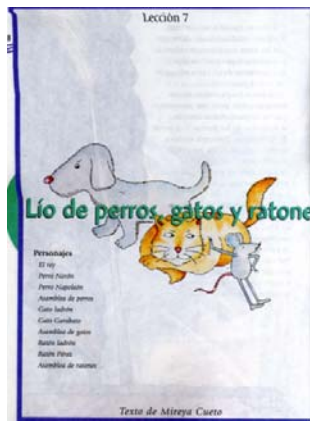 Lección 7
Lío de perros, gatos y ratone
Personajes
El rey
Perro Nerón
Perro Napoleón
Asamblea de perros
Gato ladrón
Gato Garabato
Asamblea de gatos
Ratón ladrón
Ratón Pérez
Asamblea de ratones
Texto de Mireya Cueto